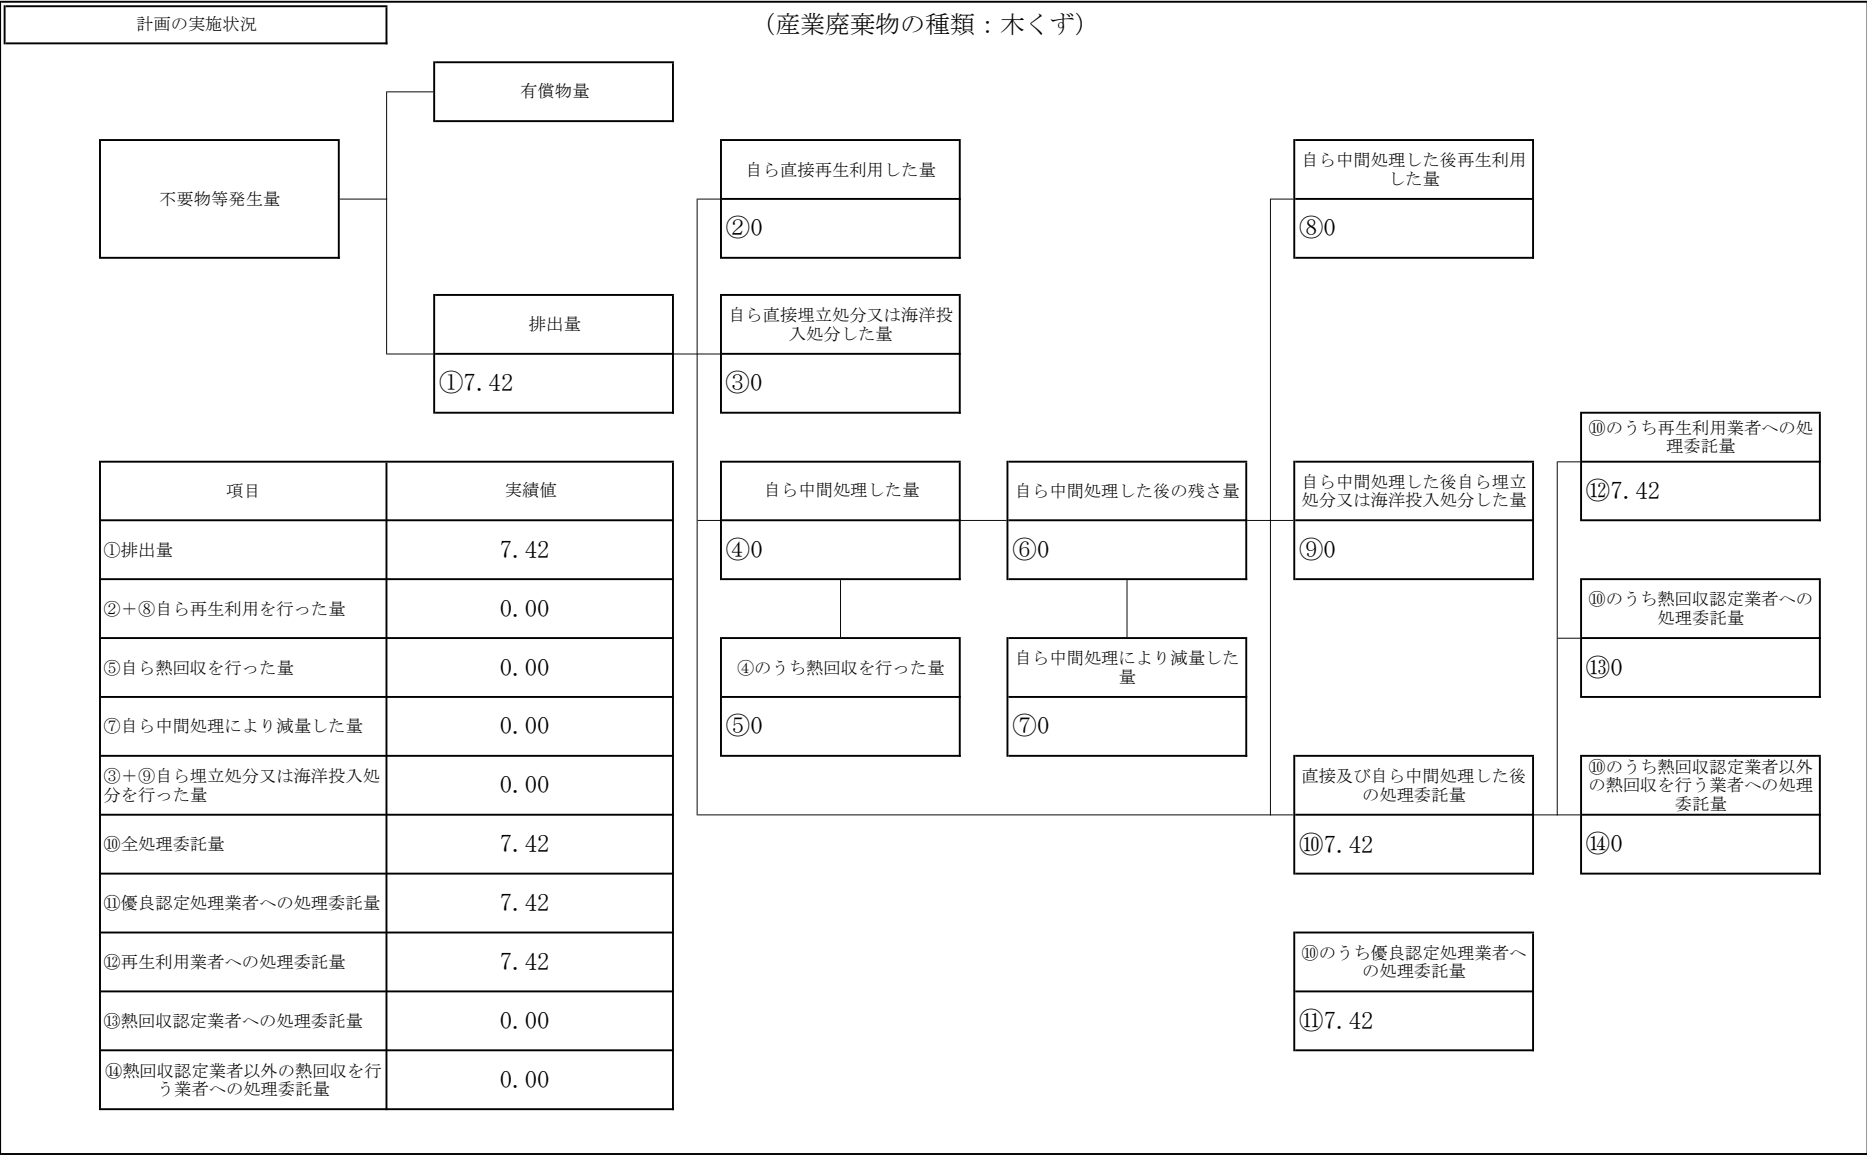 計画の実施状況
（産業廃棄物の種類：木くず）
有償物量
不要物等発生量
自ら直接再生利用した量
②0
自ら中間処理した後再生利用
した量
⑧0
排出量
①7.42
自ら直接埋立処分又は海洋投
入処分した量
③0
⑩のうち再生利用業者への処
理委託量
⑫7.42
自ら中間処理した量
④0
自ら中間処理した後の残さ量
⑥0
自ら中間処理した後自ら埋立
処分又は海洋投入処分した量
⑨0
⑩のうち熱回収認定業者への
処理委託量
⑬0
④のうち熱回収を行った量
⑤0
自ら中間処理により減量した
量
⑦0
直接及び自ら中間処理した後
の処理委託量
⑩7.42
⑩のうち熱回収認定業者以外
の熱回収を行う業者への処理
委託量
⑭0
⑩のうち優良認定処理業者へ
の処理委託量
⑪7.42
項目 実績値
①排出量 7.42
②＋⑧自ら再生利用を行った量 0.00
⑤自ら熱回収を行った量 0.00
⑦自ら中間処理により減量した量 0.00
③＋⑨自ら埋立処分又は海洋投入処
分を行った量 0.00
⑩全処理委託量 7.42
⑪優良認定処理業者への処理委託量 7.42
⑫再生利用業者への処理委託量 7.42
⑬熱回収認定業者への処理委託量 0.00
⑭熱回収認定業者以外の熱回収を行
う業者への処理委託量 0.00